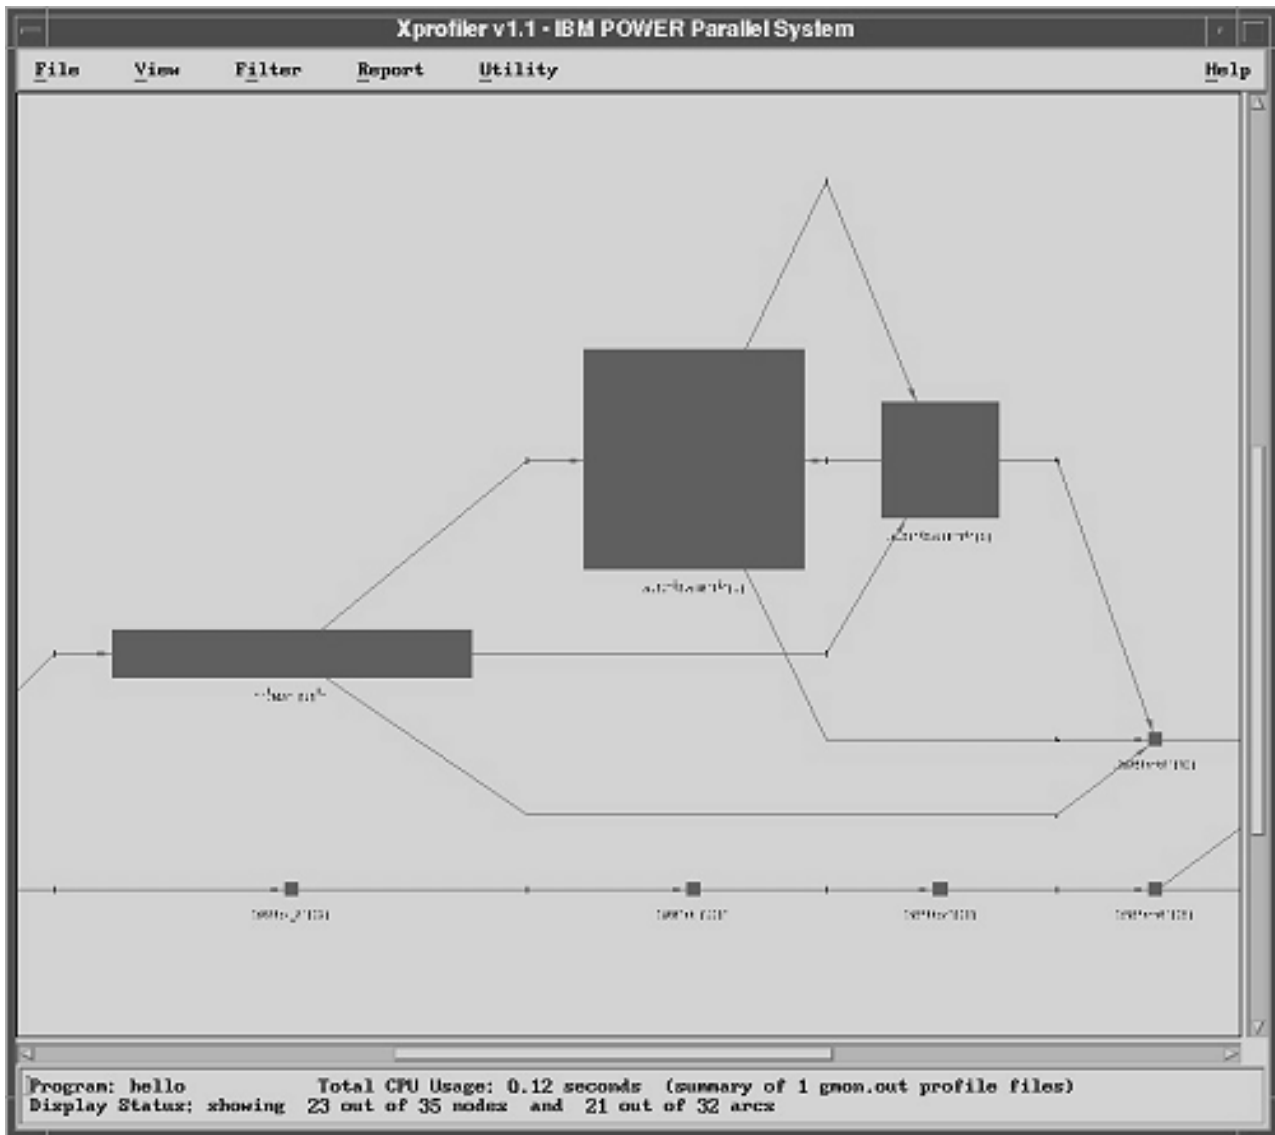 Xprofiler v1.1 - IBM POWER Parallel System
File View Filter Report Utility Help
Program: hello Total CPU Usage: 0.12 seconds (summary of 1 gmon.out profile files)
Display Status: showing 23 out of 35 nodes and 21 out of 32 arcs